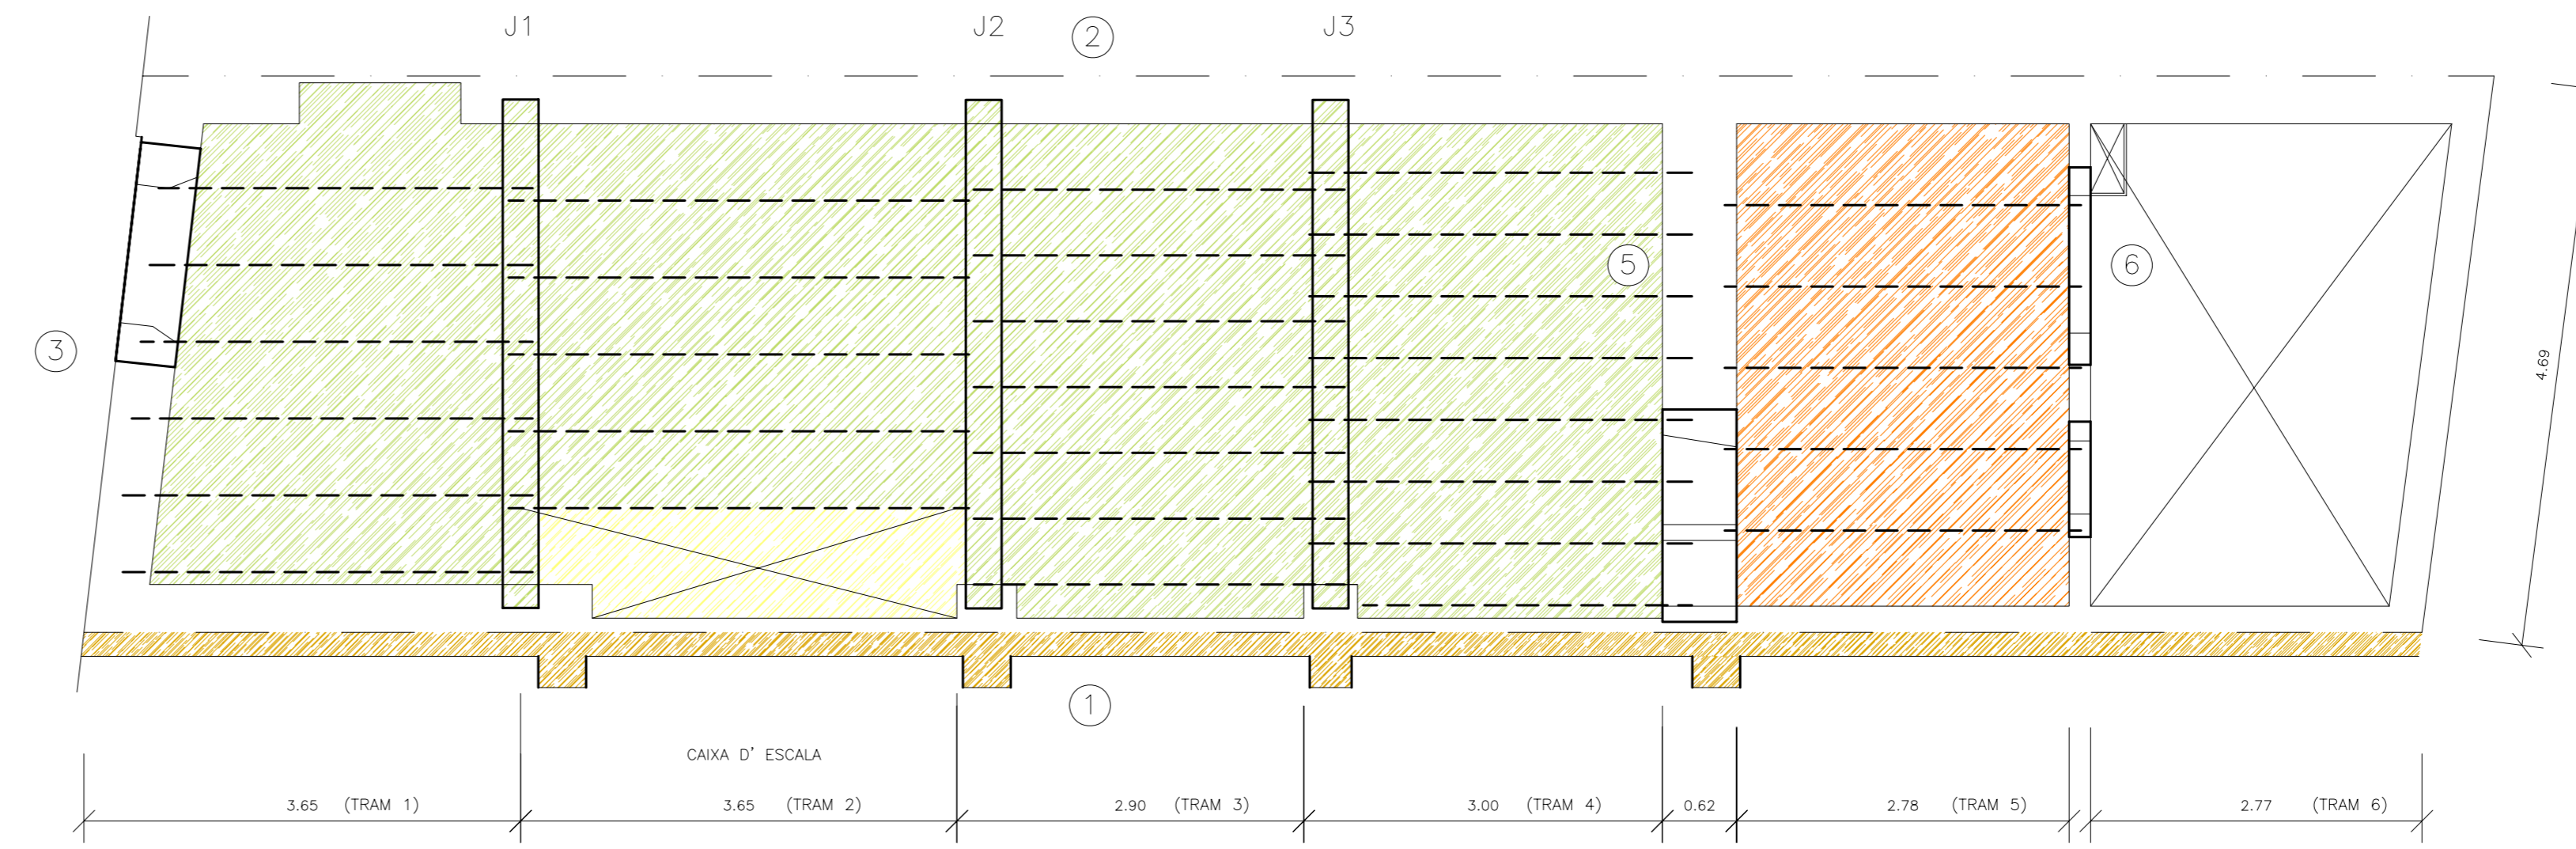 J1 J2 2 J3
5 6
3
4.69
1
CAIXA D' ESCALA
3.65 (TRAM 1) 3.65 (TRAM 2) 2.90 (TRAM 3) 3.00 (TRAM 4) 0.62 2.78 (TRAM 5) 2.77 (TRAM 6)